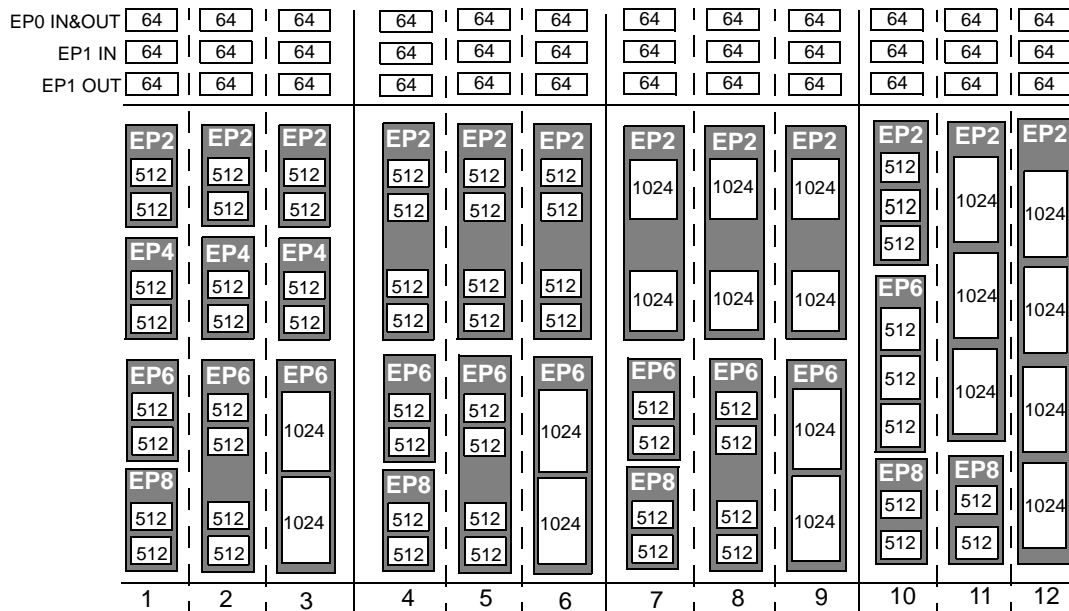 EP0 IN&OUT 64 64 64 64 64 64 64 64 64 64 64 64
EP1 IN 64 64 64 64 64 64 64 64 64 64 64 64
EP1 OUT 64 64 64 64 64 64 64 64 64 64 64 64
EP2 EP2 EP2 EP2 EP2 EP2 EP2 EP2 EP2 EP2 EP2 EP2
512 512 512 512 512 512 512
1024 1024 1024
512 512 512 512 512 512 512 1024 1024
512
EP4 EP4 EP4
512 512 512 512 512 512 EP6
1024 1024 1024 1024 1024
512 512 512 512 512 512 512
EP6 EP6 EP6 EP6 EP6 EP6 EP6 EP6 EP6 512
512 512 512 512 512 512 1024 1024
1024 1024 1024 512
512 512 512 512 512 512
EP8 EP8 EP8 EP8 EP8
512 512 1024
512 512 1024 512 512 1024 512 512 1024
512 512 512 512 512 512 512 512
1 2 3 4 5 6 7 8 9 10 11 12